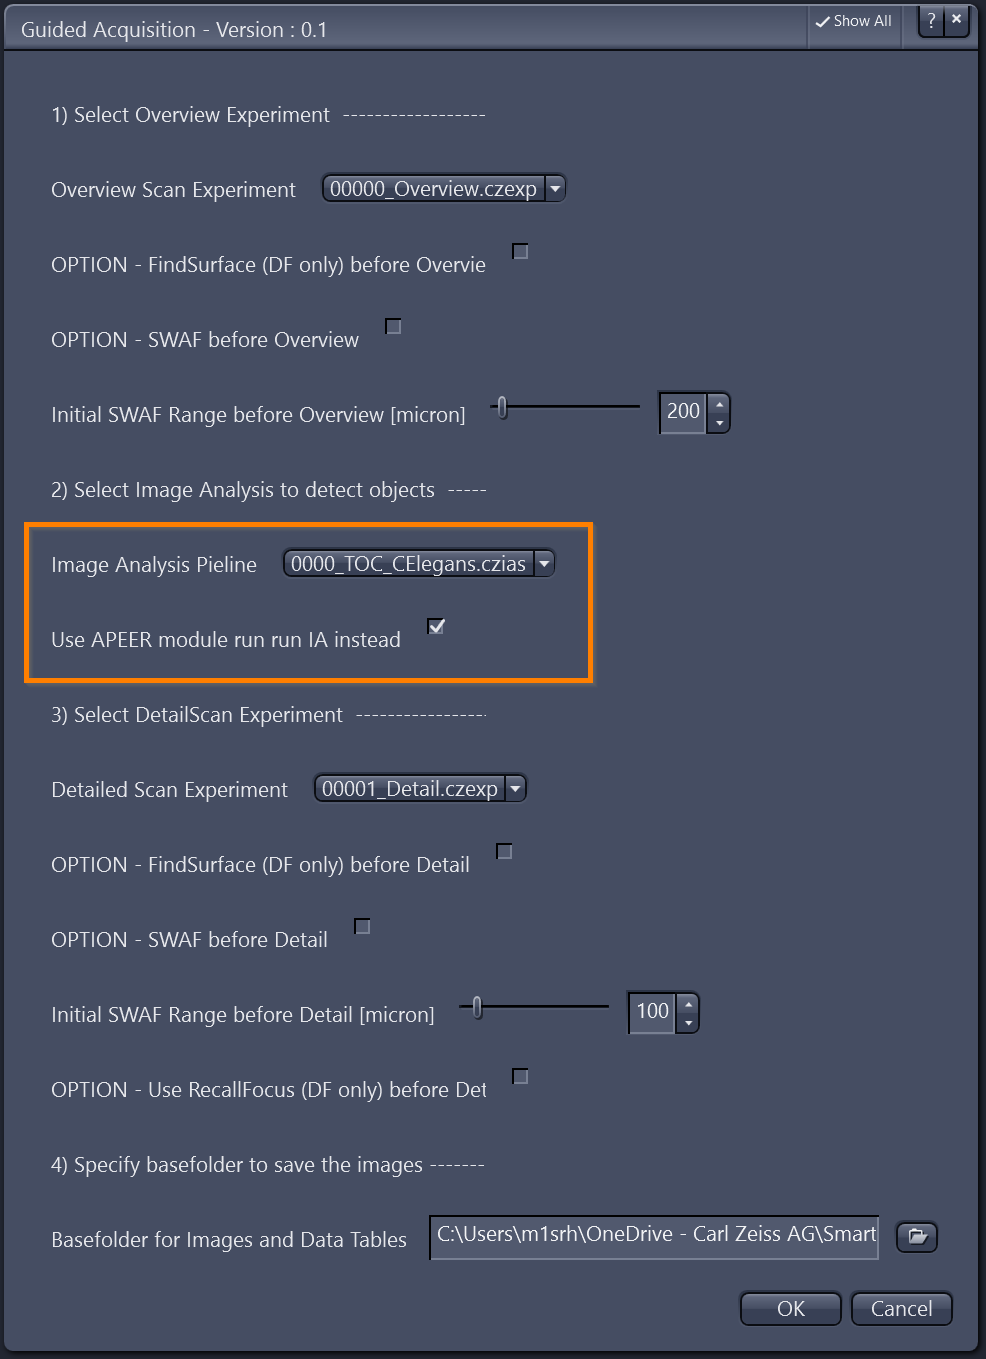 Guided Acquisition - Version : 0.1
Show All
? ×
1) Select Overview Experiment ------------------
Overview Scan Experiment 00000_Overview.czexp
OPTION - FindSurface (DF only) before Overvie
OPTION - SWAF before Overview
Initial SWAF Range before Overview [micron] 200
2) Select Image Analysis to detect objects -----
Image Analysis Pieline 0000_TOC_CElegans.czias
Use APEER module run run IA instead
3) Select DetailScan Experiment ----------------
Detailed Scan Experiment 00001_Detail.czexp
OPTION - FindSurface (DF only) before Detail
OPTION - SWAF before Detail
Initial SWAF Range before Detail [micron] 100
OPTION - Use RecallFocus (DF only) before Det
4) Specify basefolder to save the images -------
Basefolder for Images and Data Tables C:\Users\m1srh\OneDrive - Carl Zeiss AG\Smart
OK Cancel